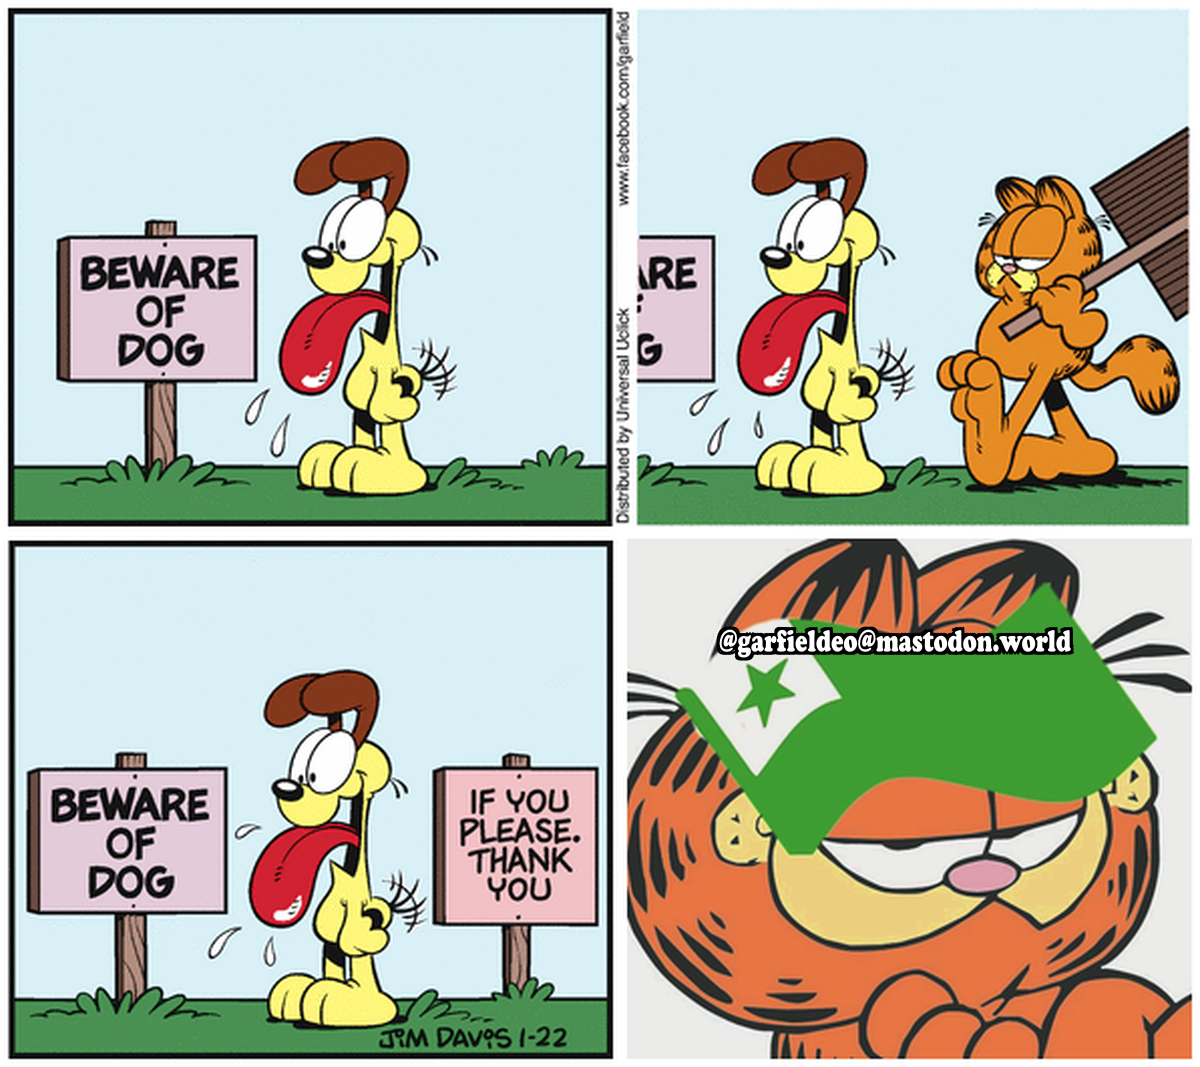 BEWARE
OF
DOG
www.facebook.com/garfield
Distributed by Universal Uclick
ARE
G
BEWARE
OF
DOG
IF YOU
PLEASE.
THANK
YOU
JIM DAVIS 1-22
@garfieldeo@mastodon.world